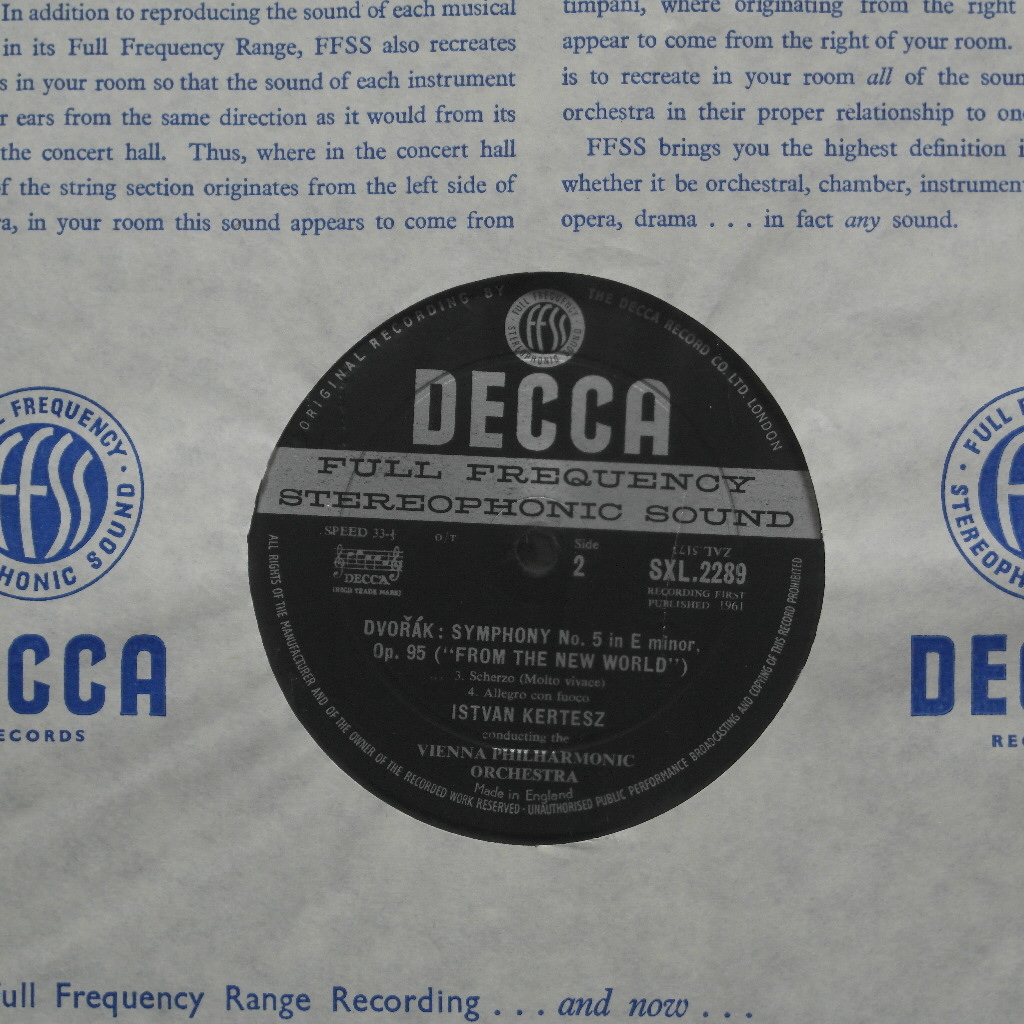 In addition to reproducing the sound of each musical
in its Full Frequency Range, FFSS also recreates
s in your room so that the sound of each instrument
r ears from the same direction as it would from its
the concert hall. Thus, where in the concert hall
f the string section originates from the left side of
a, in your room this sound appears to come from
timpani, where originating from the right
appear to come from the right of your room.
is to recreate in your room all of the soun
orchestra in their proper relationship to on
FFSS brings you the highest definition i
whether it be orchestral, chamber, instrumen
opera, drama . . . in fact any sound.
ORIGINAL RECORDING BY
THE DECCA RECORD CO. LTD. LONDON
FULL FREQUENCY
STEREOPHONIC SOUND
FFSS
DECCA
FULL FREQUENCY
STEREOPHONIC SOUND
SPEED 33⅓
O/T
DECCA
Side
2
SXL.2289
RECORDING FIRST
PUBLISHED 1961
DVOŘÁK: SYMPHONY No. 5 in E minor,
Op. 95 ("FROM THE NEW WORLD")
3. Scherzo (Molto vivace)
4. Allegro con fuoco
ISTVAN KERTESZ
conducting the
VIENNA PHILHARMONIC
ORCHESTRA
Made in England
ALL RIGHTS OF THE MANUFACTURER AND OF THE OWNER OF THE RECORDED WORK RESERVED · UNAUTHORISED PUBLIC PERFORMANCE BROADCASTING AND COPYING OF THIS RECORD PROHIBITED
L FREQUENCY ·
PHONIC SOUND
FFSS
CCA
ECORDS
· FULL F
STEREOPH
DE
RE
ull Frequency Range Recording . . . and now . . .